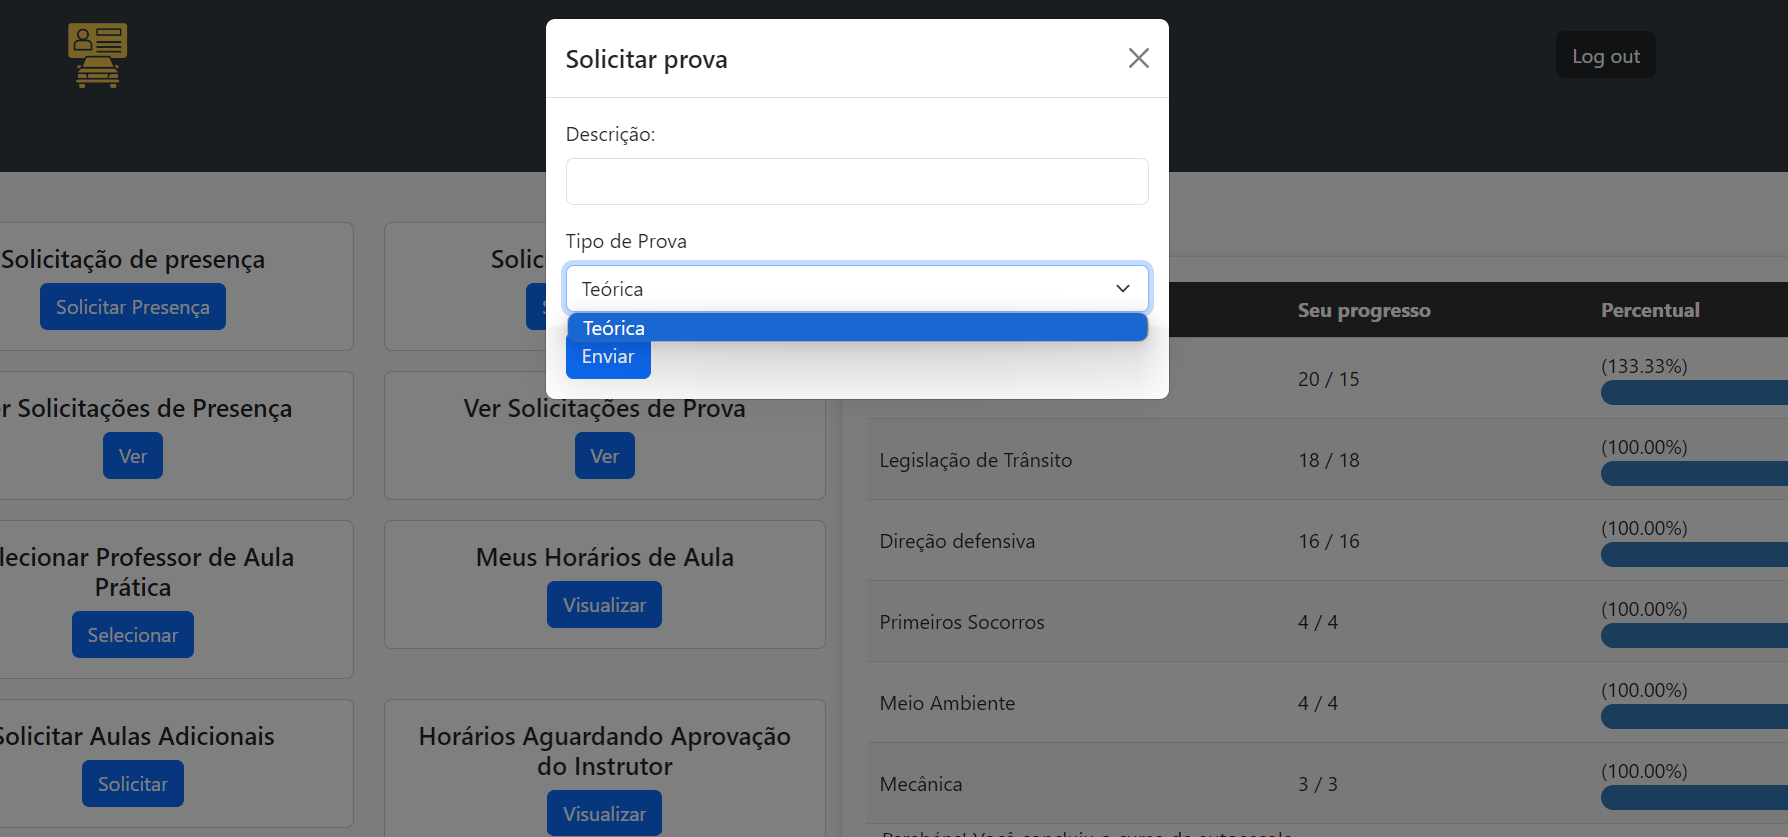 Log out
Solicitar prova
Descrição:
Tipo de Prova
Teórica
Teórica
Enviar
Solicitação de presença
Solicitar Presença
Solicitações de Presença
Ver
Ver Solicitações de Prova
Ver
Professor de Aula
Prática
Selecionar
Meus Horários de Aula
Visualizar
Solicitar Aulas Adicionais
Solicitar
Horários Aguardando Aprovação
do Instrutor
Visualizar
Seu progresso Percentual
20 / 15 (133.33%)
Legislação de Trânsito 18 / 18 (100.00%)
Direção defensiva 16 / 16 (100.00%)
Primeiros Socorros 4 / 4 (100.00%)
Meio Ambiente 4 / 4 (100.00%)
Mecânica 3 / 3 (100.00%)